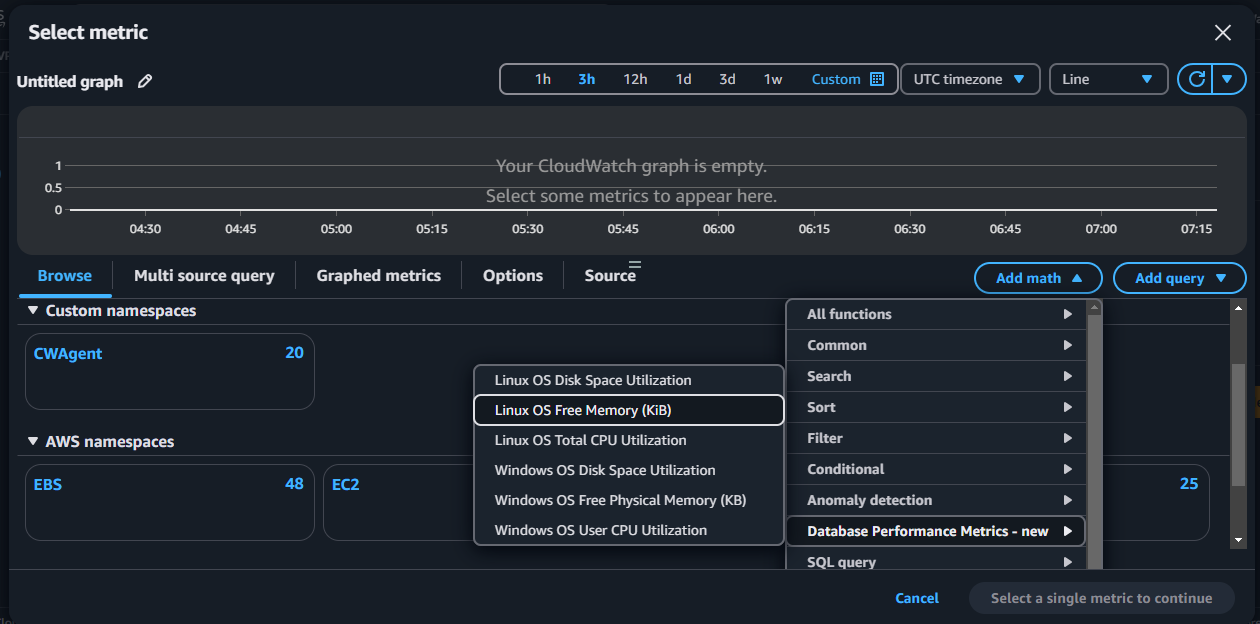 Select metric
Untitled graph
1h 3h 12h 1d 3d 1w Custom
UTC timezone
Line
Your CloudWatch graph is empty.
Select some metrics to appear here.
1
0.5
0
04:30 04:45 05:00 05:15 05:30 05:45 06:00 06:15 06:30 06:45 07:00 07:15
Browse Multi source query Graphed metrics Options Source
Add math
Add query
Custom namespaces
CWAgent 20
AWS namespaces
EBS 48
EC2
25
All functions
Common
Search
Sort
Filter
Conditional
Anomaly detection
Database Performance Metrics - new
SQL query
Linux OS Disk Space Utilization
Linux OS Free Memory (KiB)
Linux OS Total CPU Utilization
Windows OS Disk Space Utilization
Windows OS Free Physical Memory (KB)
Windows OS User CPU Utilization
Cancel
Select a single metric to continue